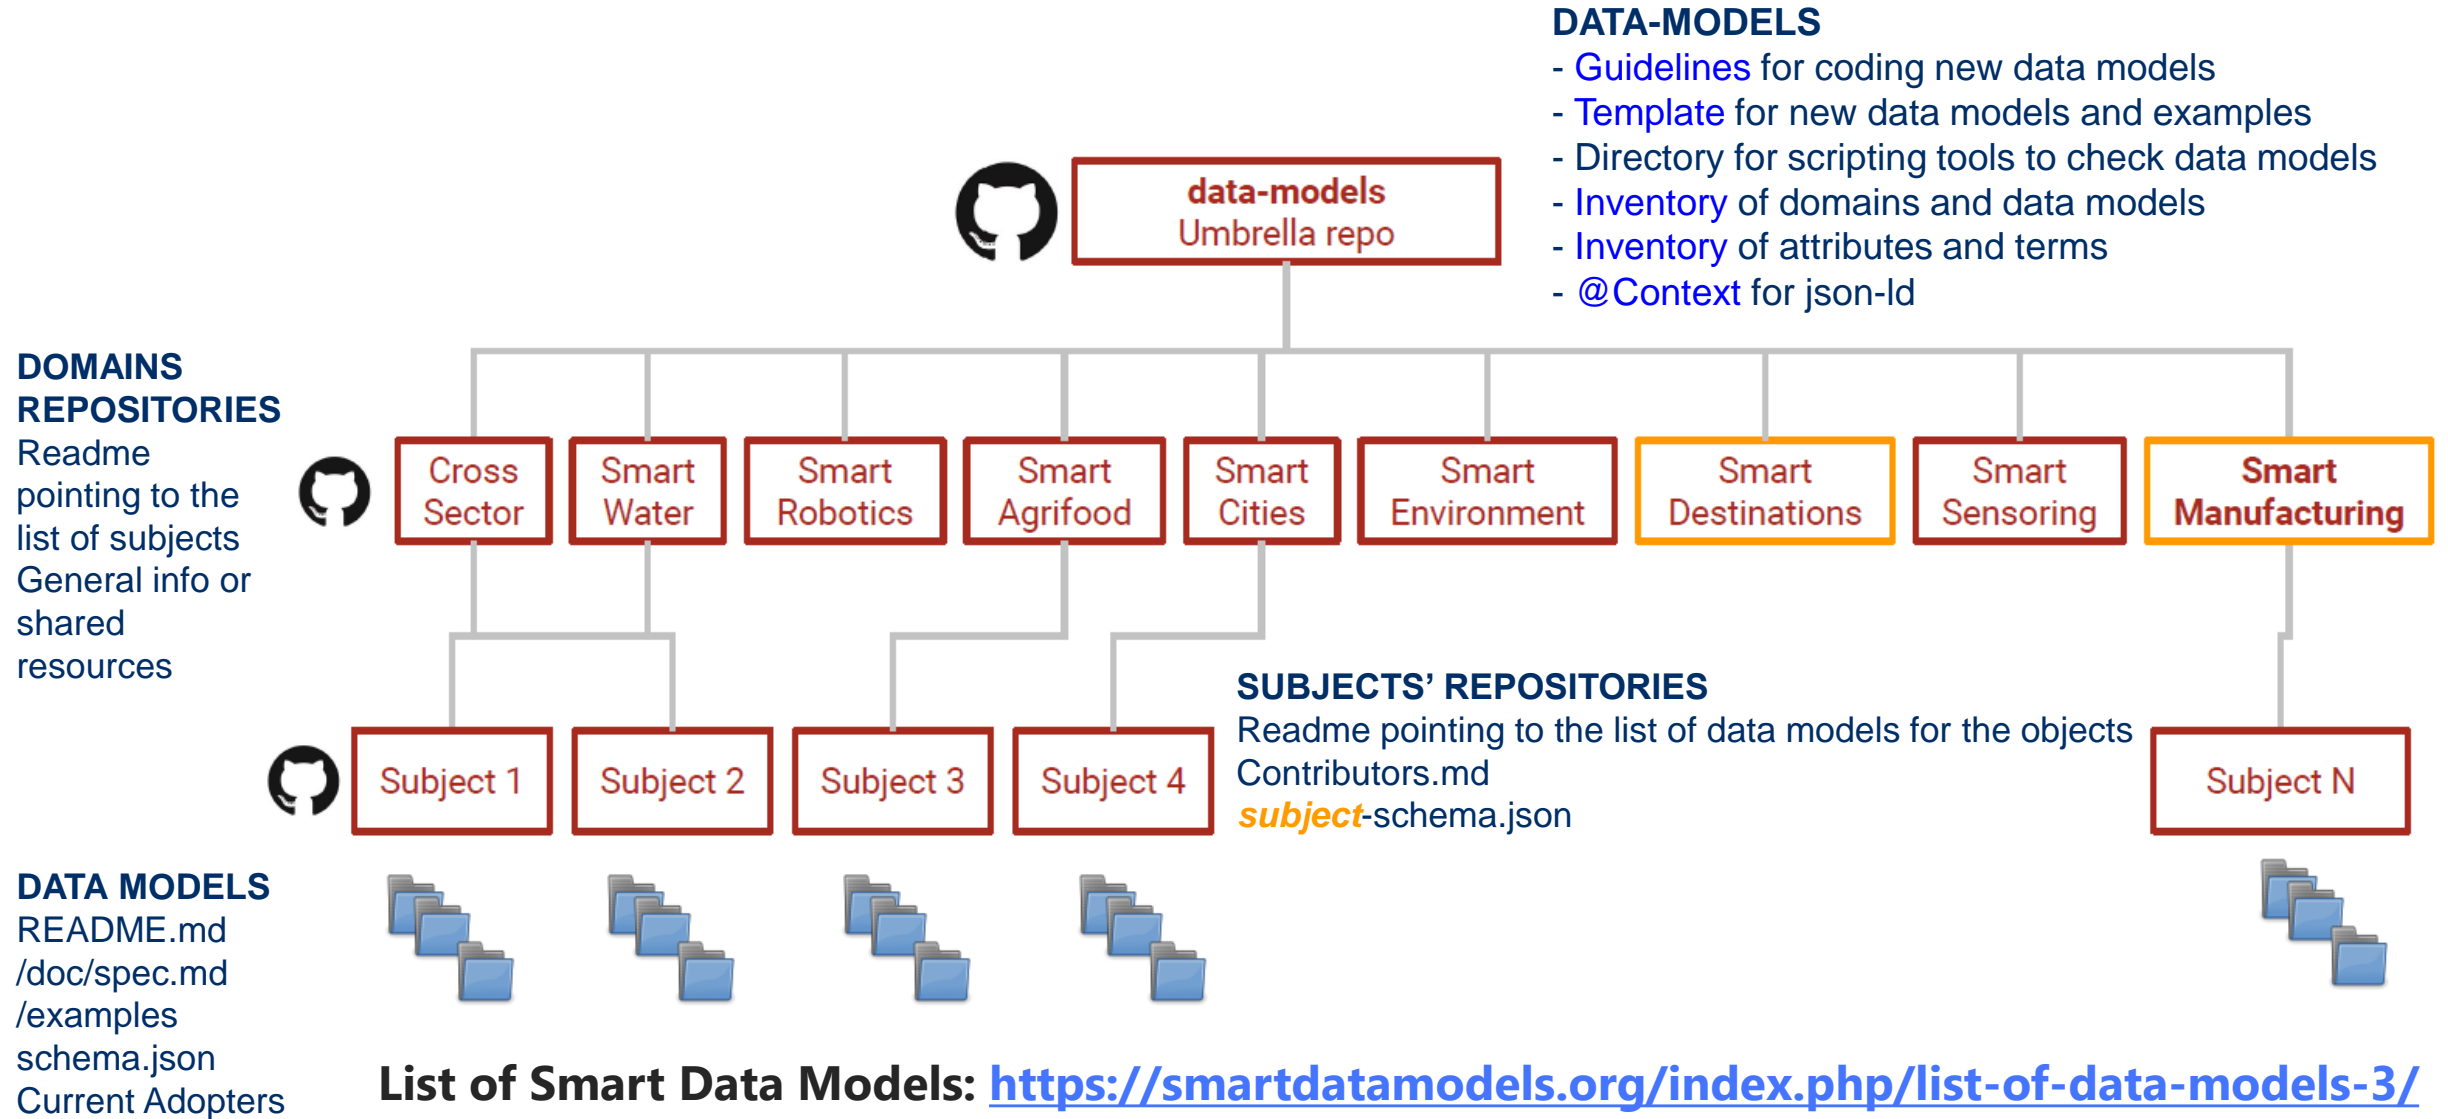 DATA-MODELS
- Guidelines for coding new data models
- Template for new data models and examples
- Directory for scripting tools to check data models
- Inventory of domains and data models
- Inventory of attributes and terms
- @Context for json-ld
data-models
Umbrella repo
DOMAINS
REPOSITORIES
Readme
pointing to the
list of subjects
General info or
shared
resources
Cross
Sector
Smart
Water
Smart
Robotics
Smart
Agrifood
Smart
Cities
Smart
Environment
Smart
Destinations
Smart
Sensoring
Smart
Manufacturing
SUBJECTS’ REPOSITORIES
Readme pointing to the list of data models for the objects
Contributors.md
subject-schema.json
Subject 1
Subject 2
Subject 3
Subject 4
Subject N
DATA MODELS
README.md
/doc/spec.md
/examples
schema.json
Current Adopters
List of Smart Data Models: https://smartdatamodels.org/index.php/list-of-data-models-3/